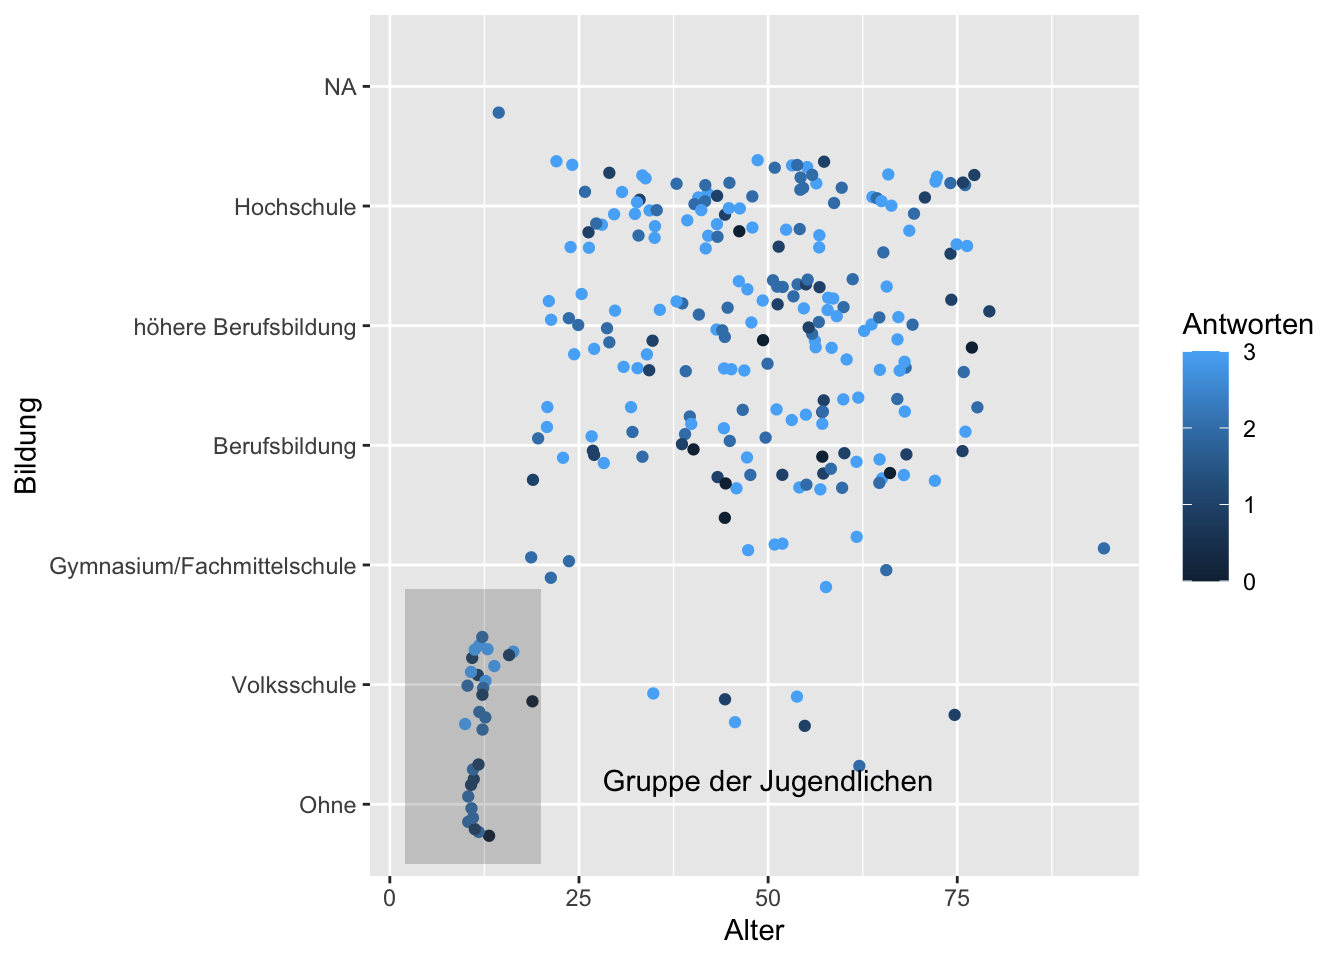 NA
Hochschule
höhere Berufsbildung
Berufsbildung
Gymnasium/Fachmittelschule
Volksschule
Ohne
Bildung
Gruppe der Jugendlichen
0
25
50
75
Alter
Antworten
3
2
1
0